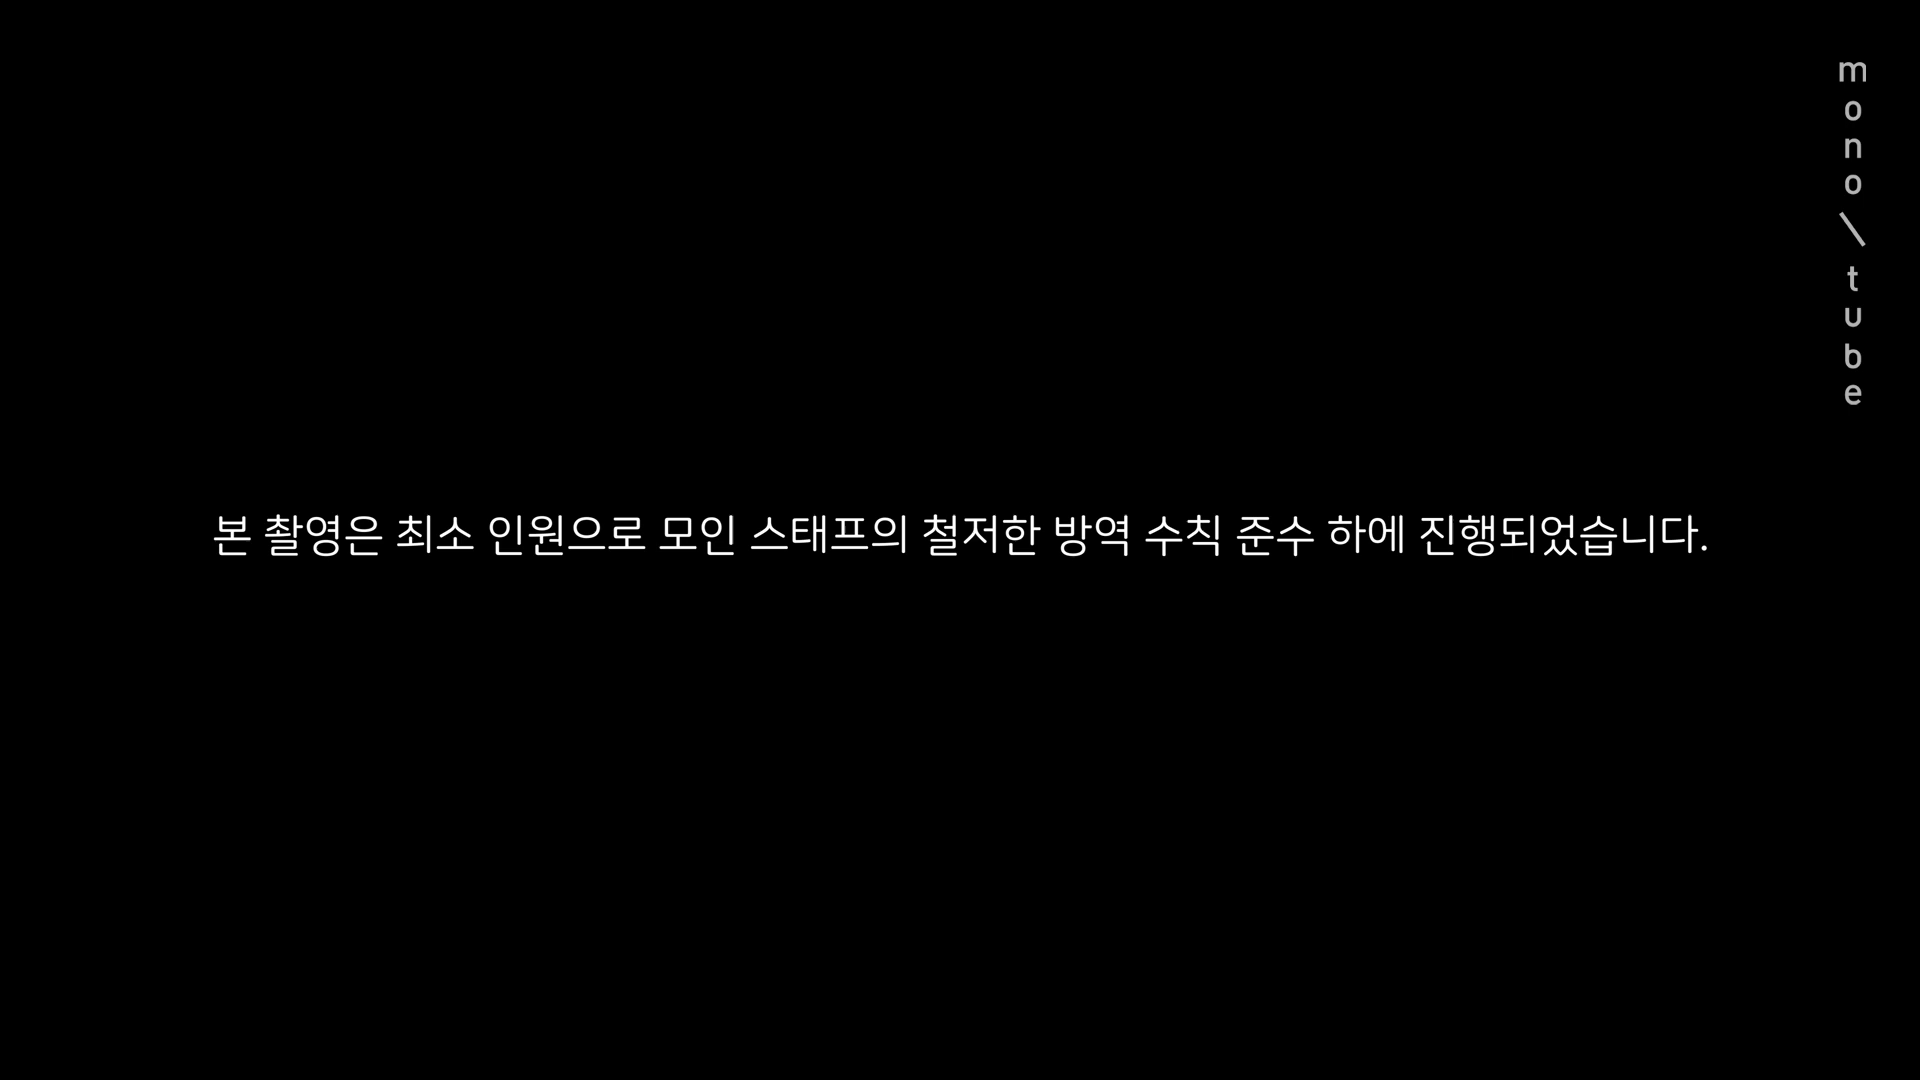 mono\tube
본 촬영은 최소 인원으로 모인 스태프의 철저한 방역 수칙 준수 하에 진행되었습니다.